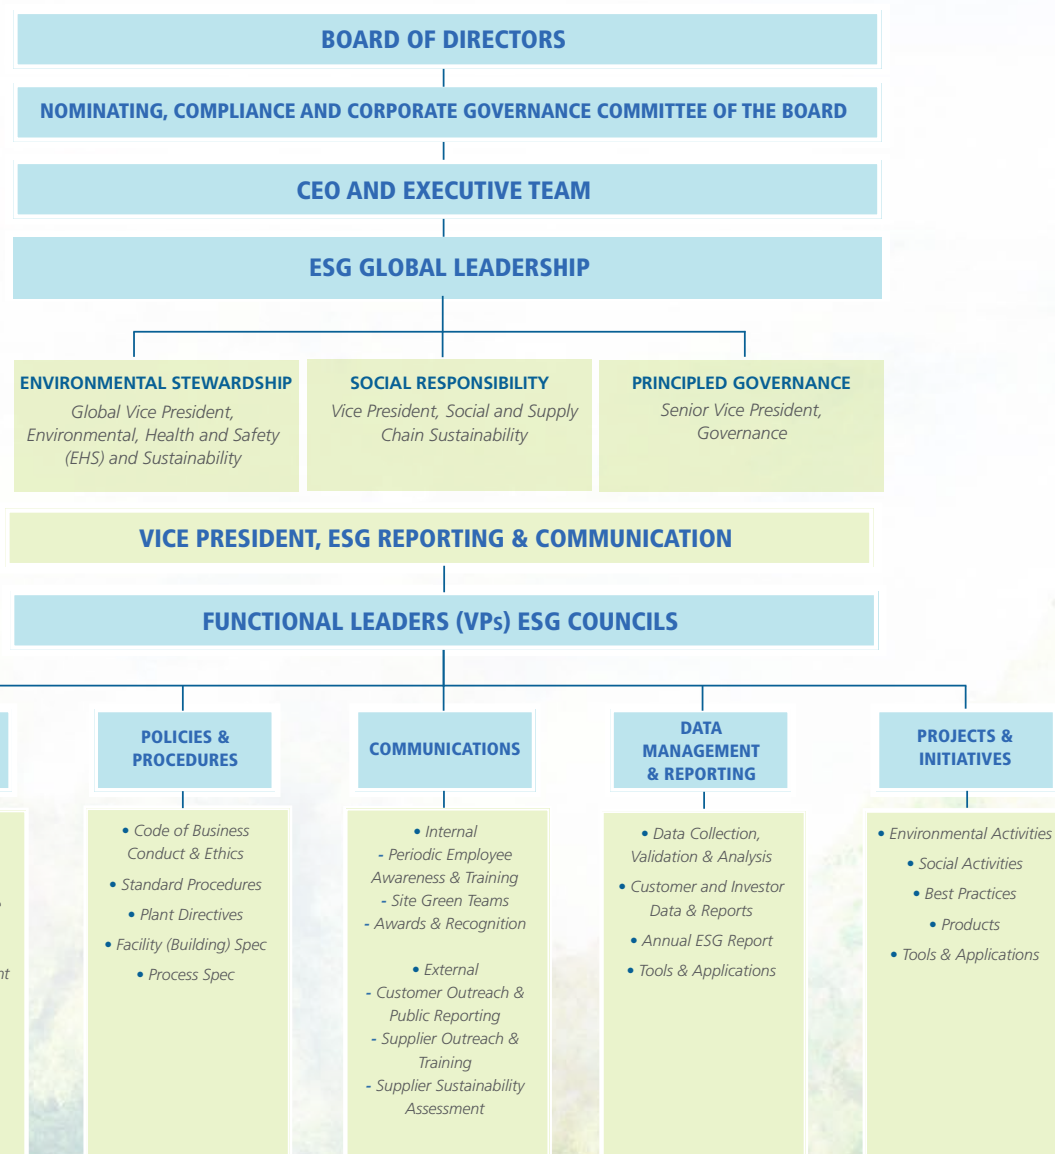 BOARD OF DIRECTORS
NOMINATING, COMPLIANCE AND CORPORATE GOVERNANCE COMMITTEE OF THE BOARD
CEO AND EXECUTIVE TEAM
ESG GLOBAL LEADERSHIP
ENVIRONMENTAL STEWARDSHIP
Global Vice President,
Environmental, Health and Safety
(EHS) and Sustainability
SOCIAL RESPONSIBILITY
Vice President, Social and Supply
Chain Sustainability
PRINCIPLED GOVERNANCE
Senior Vice President,
Governance
VICE PRESIDENT, ESG REPORTING & COMMUNICATION
FUNCTIONAL LEADERS (VPs) ESG COUNCILS
POLICIES &
PROCEDURES
• Code of Business
Conduct & Ethics
• Standard Procedures
• Plant Directives
• Facility (Building) Spec
• Process Spec
COMMUNICATIONS
• Internal
- Periodic Employee
Awareness & Training
- Site Green Teams
- Awards & Recognition
• External
- Customer Outreach &
Public Reporting
- Supplier Outreach &
Training
- Supplier Sustainability
Assessment
DATA
MANAGEMENT
& REPORTING
• Data Collection,
Validation & Analysis
• Customer and Investor
Data & Reports
• Annual ESG Report
• Tools & Applications
PROJECTS &
INITIATIVES
• Environmental Activities
• Social Activities
• Best Practices
• Products
• Tools & Applications